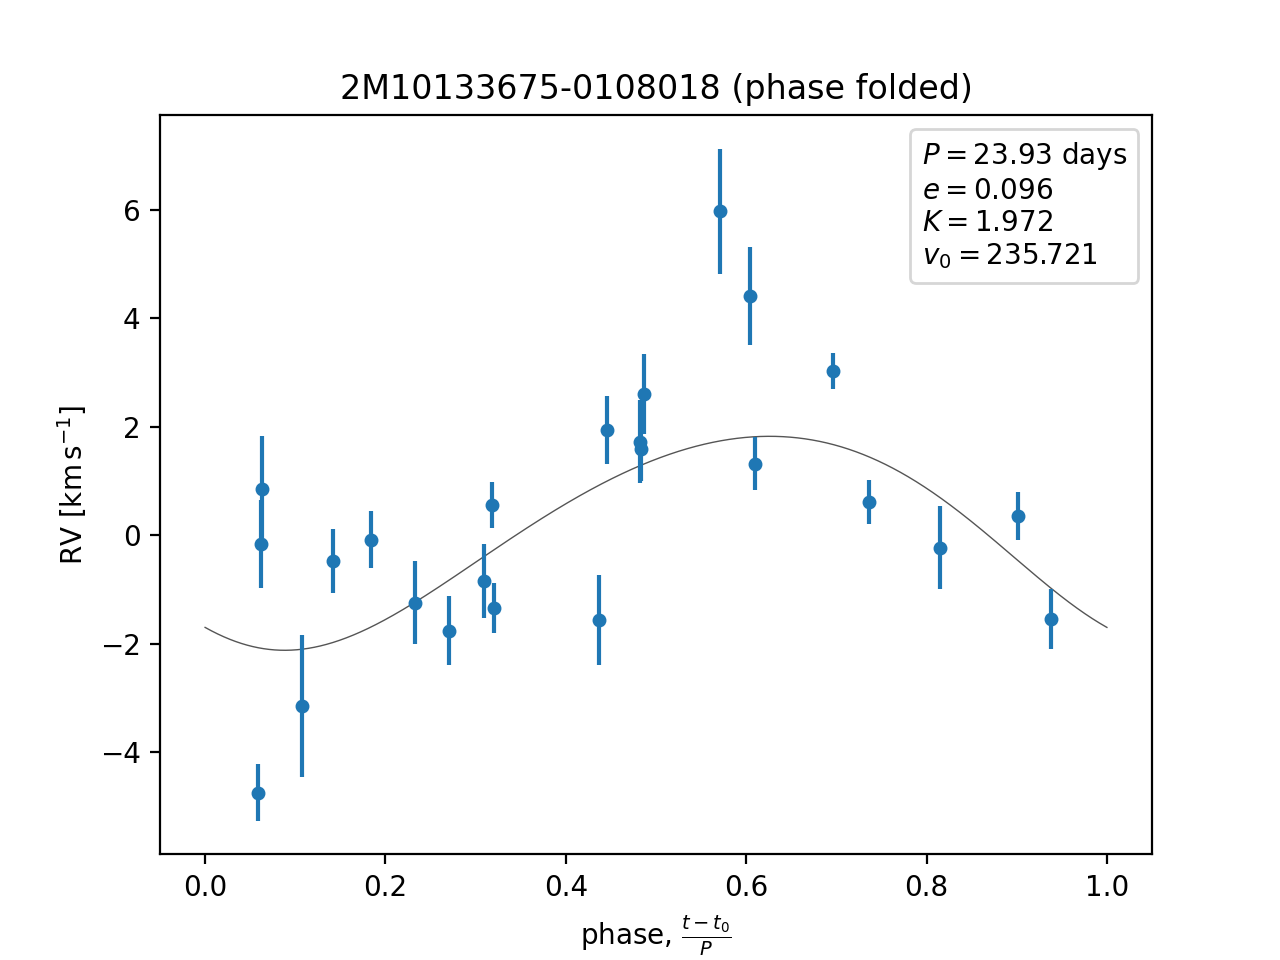 2M10133675-0108018 (phase folded)
P = 23.93 days
e = 0.096
K = 1.972
v₀ = 235.721
6
4
2
0
−2
−4
RV [km s⁻¹]
0.0 0.2 0.4 0.6 0.8 1.0
phase, (t − t₀)/P